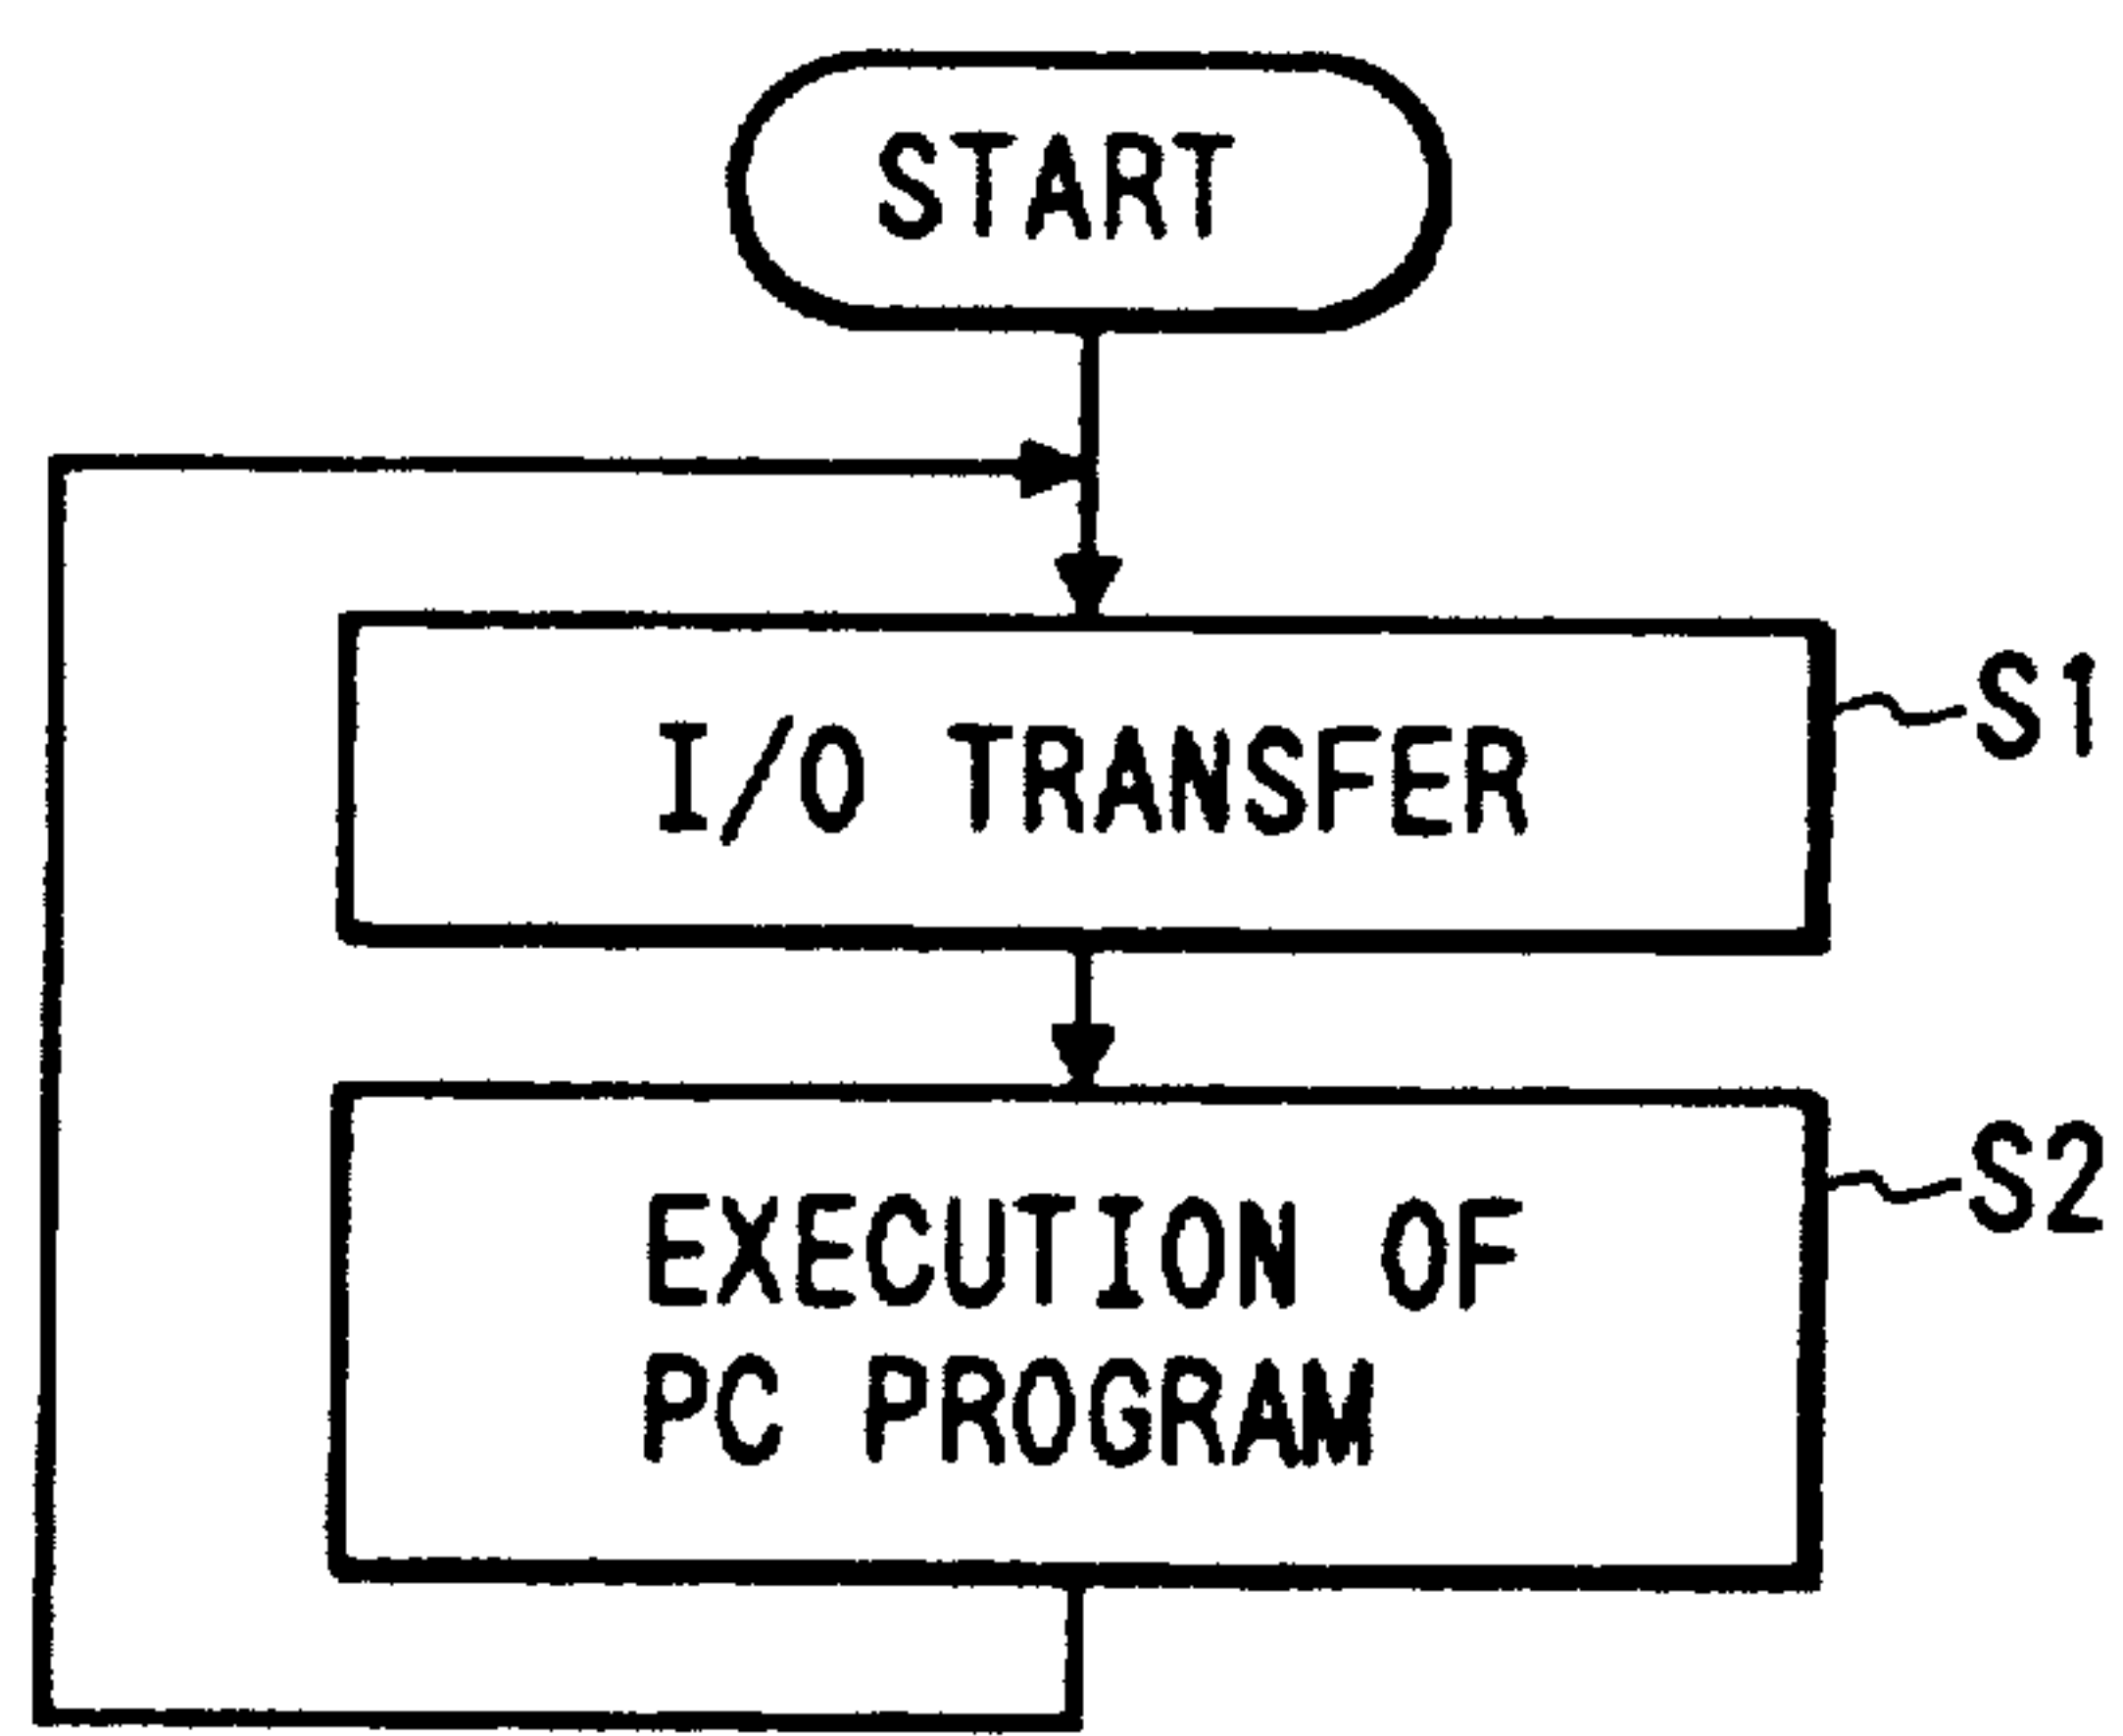 START
I/O TRANSFER
S1
EXECUTION OF
PC PROGRAM
S2